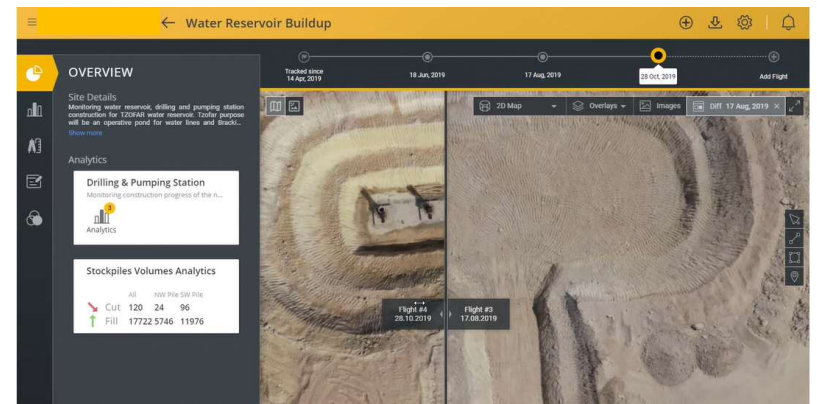 Water Reservoir Buildup
OVERVIEW
Site Details
Monitoring water reservoir, drilling and pumping station
construction for TZOFAR water reservoir. Tzofar purpose
will be an operative pond for water lines and Bracki...
Show more
Analytics
Drilling & Pumping Station
Monitoring construction progress of the n...
3
Analytics
Stockpiles Volumes Analytics
All NW Pile SW Pile
Cut 120 24 96
Fill 17722 5746 11976
Tracked since
14 Apr, 2019
18 Jun, 2019
17 Aug, 2019
28 Oct, 2019
Add Flight
2D Map
Overlays
Images
Diff 17 Aug, 2019 ×
Flight #4
28.10.2019
Flight #3
17.08.2019